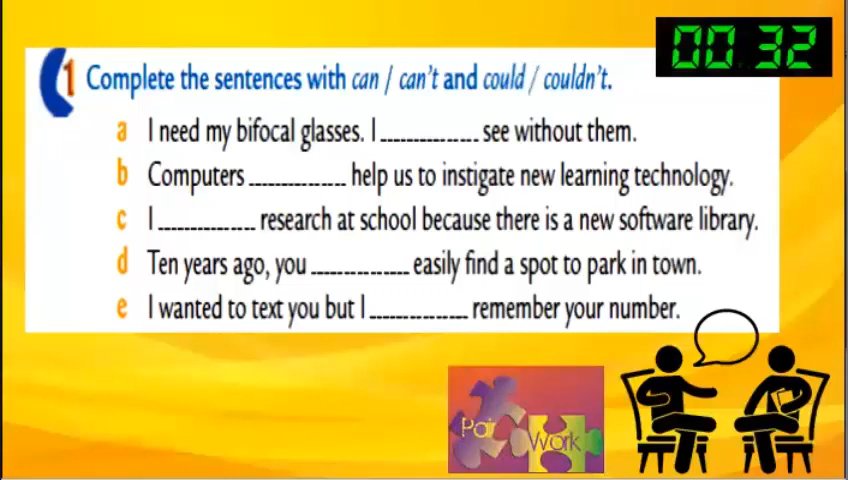 00 32
1 Complete the sentences with can / can't and could / couldn't.
a I need my bifocal glasses. I ............... see without them.
b Computers ............... help us to instigate new learning technology.
c I ............... research at school because there is a new software library.
d Ten years ago, you ............... easily find a spot to park in town.
e I wanted to text you but I ............... remember your number.
Pair
Work